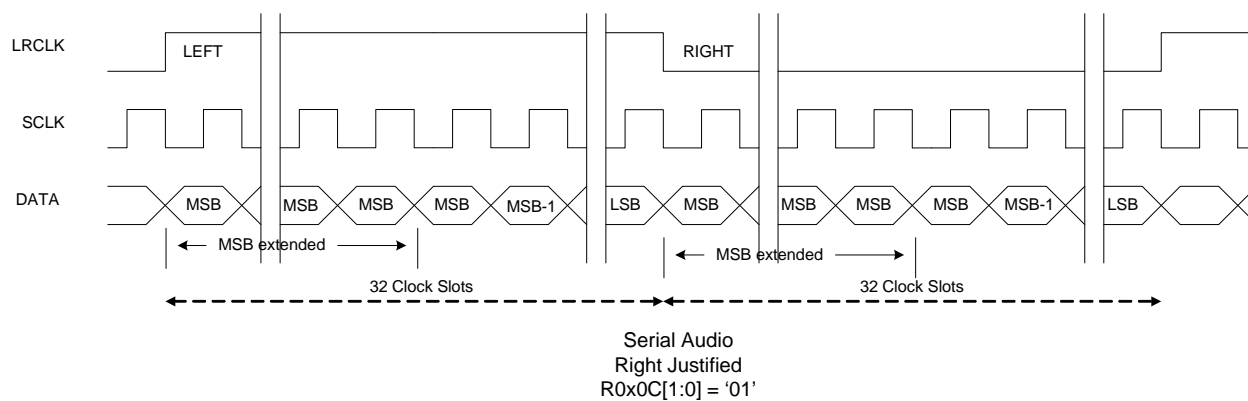 LRCLK
LEFT
RIGHT
SCLK
DATA
MSB
MSB
MSB
MSB
MSB-1
LSB
MSB
MSB
MSB
MSB
MSB-1
LSB
MSB extended
MSB extended
32 Clock Slots
32 Clock Slots
Serial Audio
Right Justified
R0x0C[1:0] = ‘01’